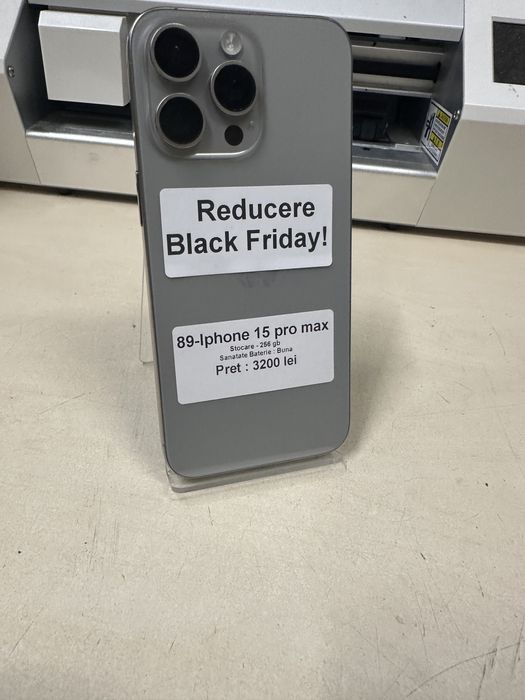 Reducere
Black Friday!
89-Iphone 15 pro max
Stocare - 256 gb
Sanatate Baterie : Buna
Pret : 3200 lei